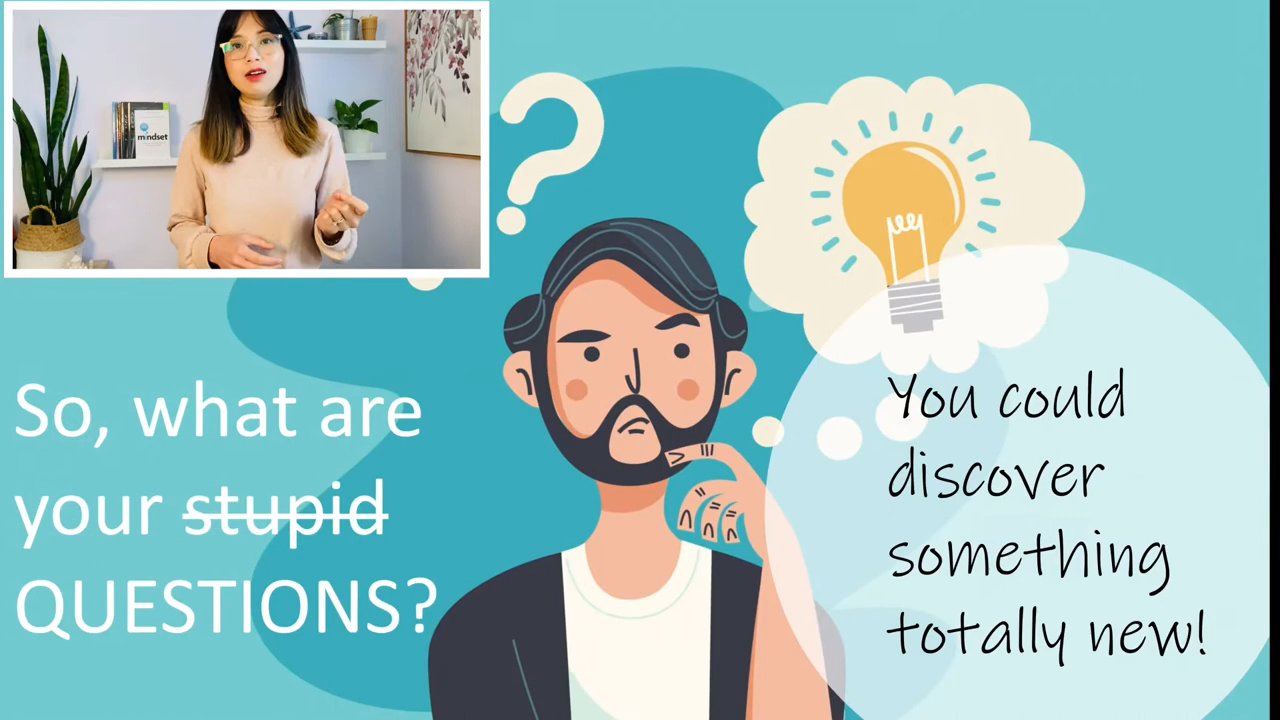 mindset
So, what are
your stupid
QUESTIONS?
You could
discover
something
totally new!